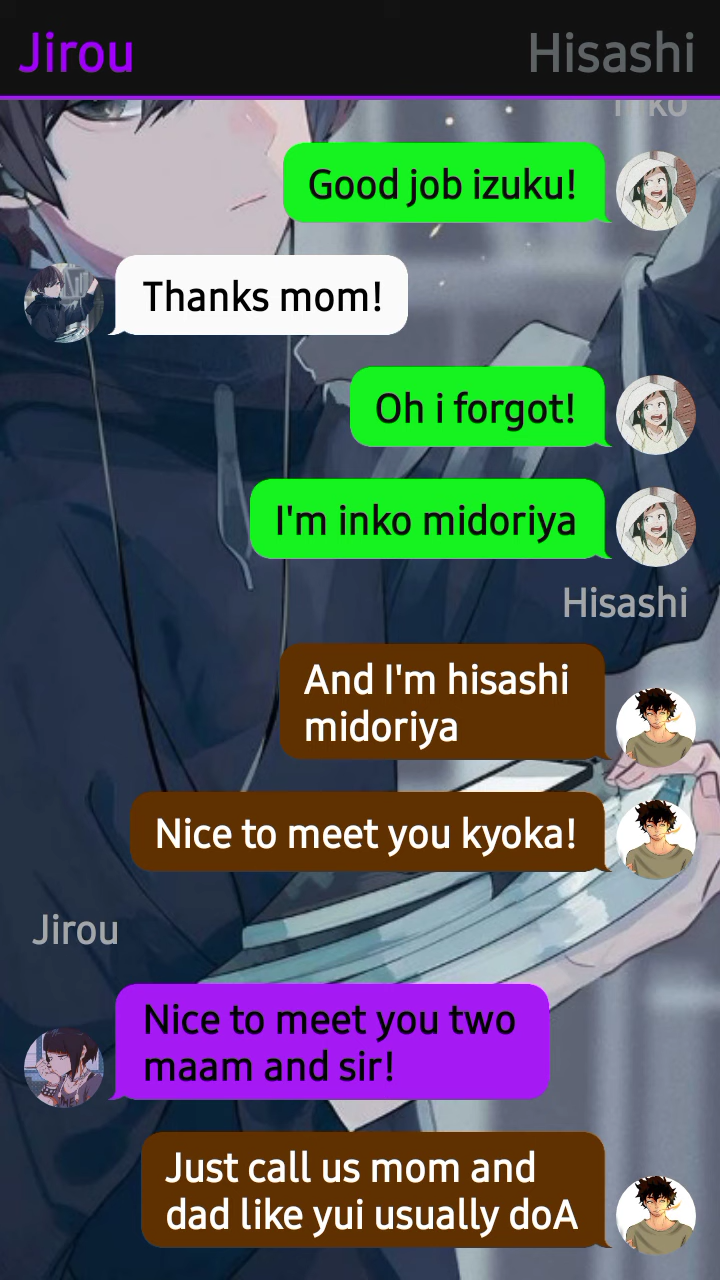 Jirou
Hisashi
Good job izuku!
Thanks mom!
Oh i forgot!
I'm inko midoriya
Hisashi
And I'm hisashi
midoriya
Nice to meet you kyoka!
Jirou
Nice to meet you two
maam and sir!
Just call us mom and
dad like yui usually doA